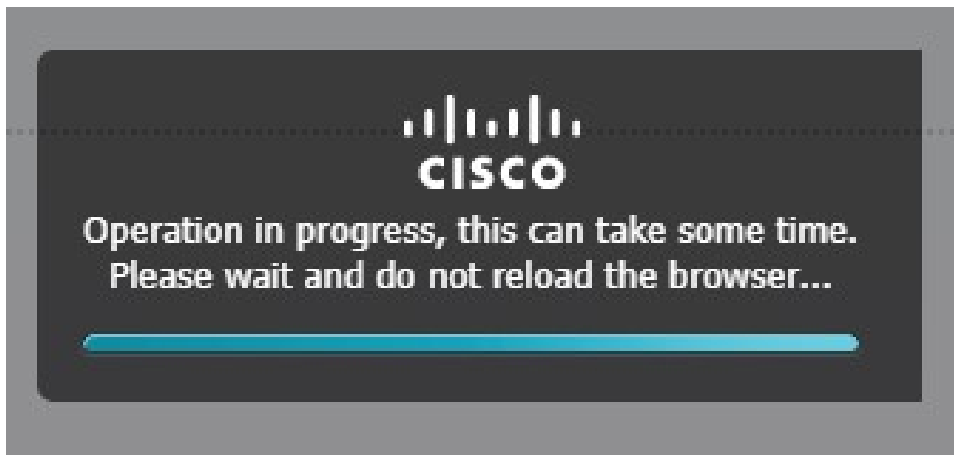 CISCO
Operation in progress, this can take some time.
Please wait and do not reload the browser...